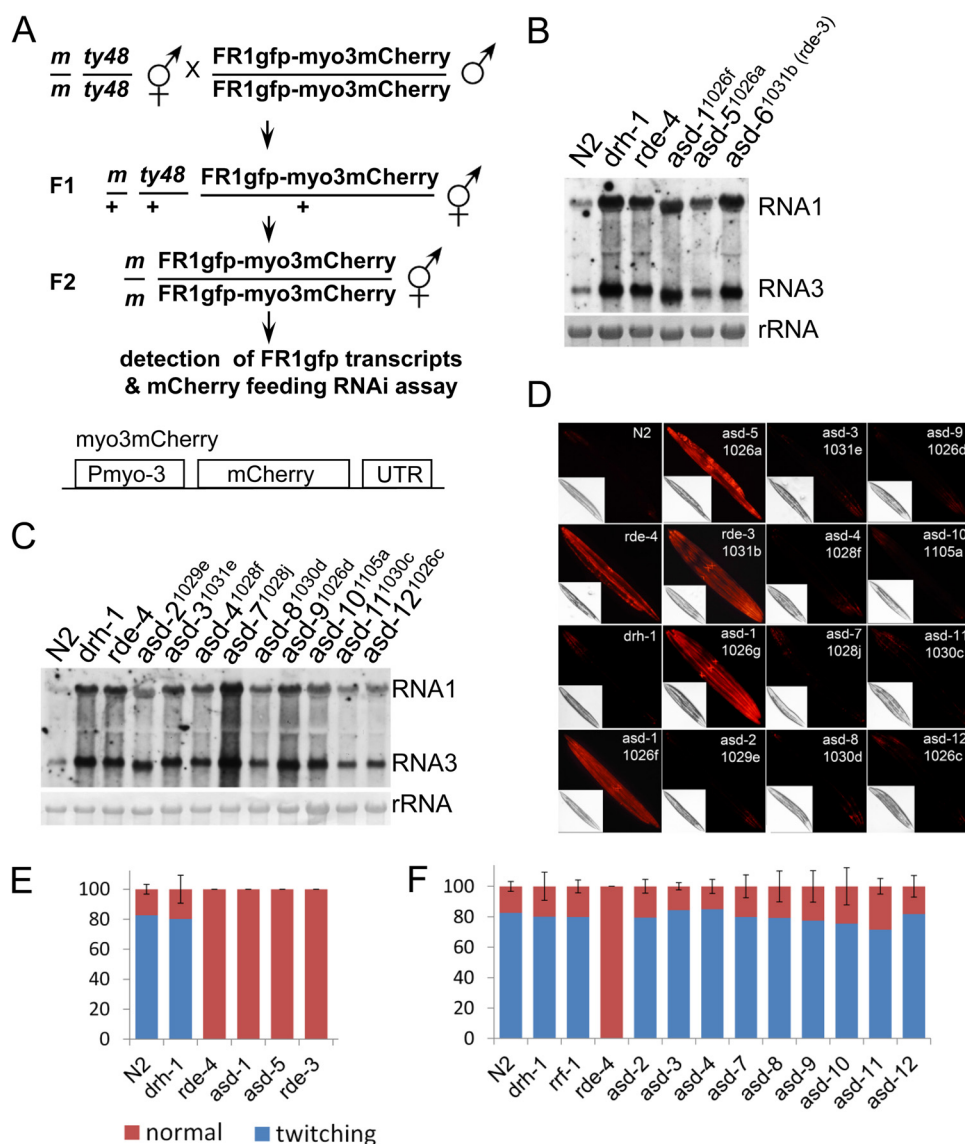 A
m ty48
m ty48
X
FR1gfp-myo3mCherry
FR1gfp-myo3mCherry
F1
m ty48 FR1gfp-myo3mCherry
+ + +
F2
m FR1gfp-myo3mCherry
m FR1gfp-myo3mCherry
detection of FR1gfp transcripts
& mCherry feeding RNAi assay
myo3mCherry
Pmyo-3 mCherry UTR
B
N2
drh-1
rde-4
asd-1 1026f
asd-5 1026a
asd-6 1031b (rde-3)
RNA1
RNA3
rRNA
C
N2
drh-1
rde-4
asd-2 1029e
asd-3 1031e
asd-4 1028f
asd-7 1028j
asd-8 1030d
asd-9 1026d
asd-10 1105a
asd-11 1030c
asd-12 1026c
RNA1
RNA3
rRNA
D
N2
asd-5
1026a
asd-3
1031e
asd-9
1026d
rde-4
rde-3
1031b
asd-4
1028f
asd-10
1105a
drh-1
asd-1
1026g
asd-7
1028j
asd-11
1030c
asd-1
1026f
asd-2
1029e
asd-8
1030d
asd-12
1026c
E
100
80
60
40
20
0
N2
drh-1
rde-4
asd-1
asd-5
rde-3
normal
twitching
F
100
80
60
40
20
0
N2
drh-1
rrf-1
rde-4
asd-2
asd-3
asd-4
asd-7
asd-8
asd-9
asd-10
asd-11
asd-12